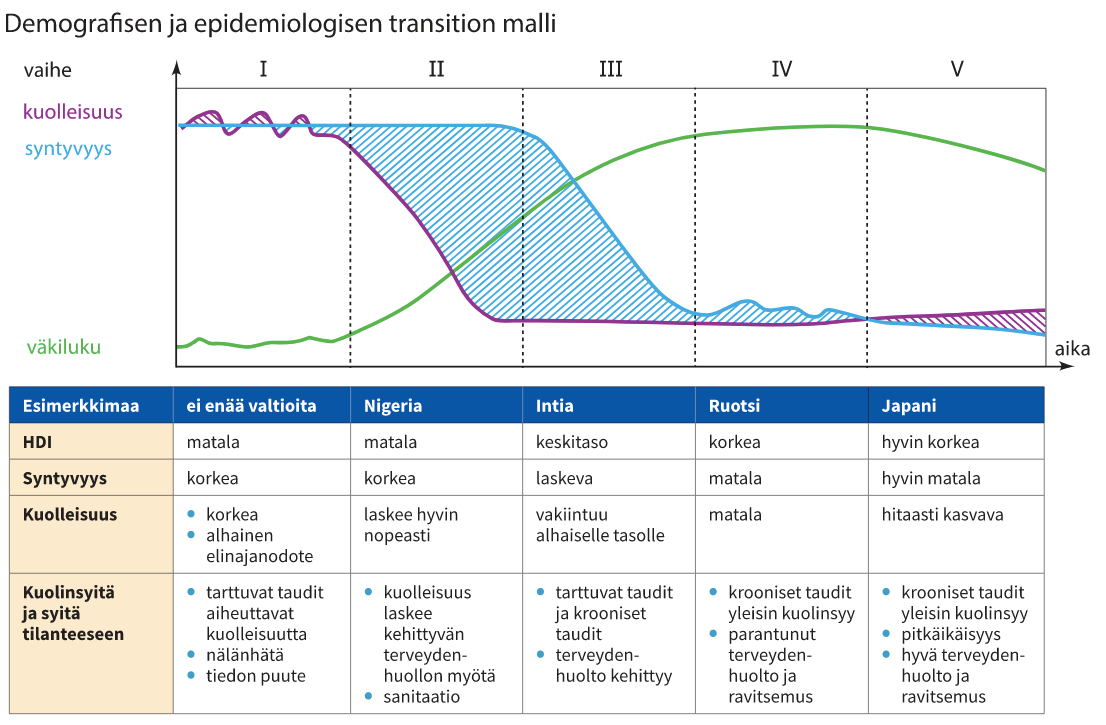 Demografisen ja epidemiologisen transition malli
vaihe
I
II
III
IV
V
kuolleisuus
syntyvyys
väkiluku
aika
Esimerkkimaa
ei enää valtioita
Nigeria
Intia
Ruotsi
Japani
HDI
matala
matala
keskitaso
korkea
hyvin korkea
Syntyvyys
korkea
korkea
laskeva
matala
hyvin matala
Kuolleisuus
• korkea
• alhainen
elinajanodote
laskee hyvin
nopeasti
vakiintuu
alhaiselle tasolle
matala
hitaasti kasvava
Kuolinsyitä
ja syitä
tilanteeseen
• tarttuvat taudit
aiheuttavat
kuolleisuutta
• nälänhätä
• tiedon puute
• kuolleisuus
laskee
kehittyvän
terveyden-
huollon myötä
• sanitaatio
• tarttuvat taudit
ja krooniset
taudit
• terveyden-
huolto kehittyy
• krooniset taudit
yleisin kuolinsyy
• parantunut
terveyden-
huolto ja
ravitsemus
• krooniset taudit
yleisin kuolinsyy
• pitkäikäisyys
• hyvä terveyden-
huolto ja
ravitsemus